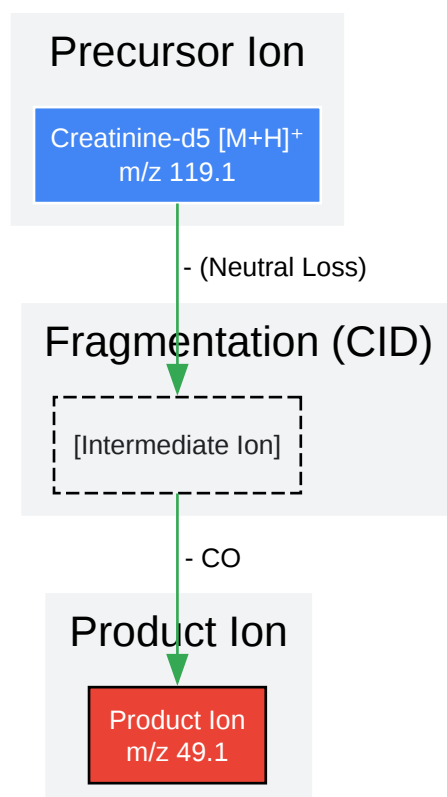 Precursor Ion
Creatinine-d5 [M+H]⁺
m/z 119.1
- (Neutral Loss)
Fragmentation (CID)
[Intermediate Ion]
- CO
Product Ion
Product Ion
m/z 49.1